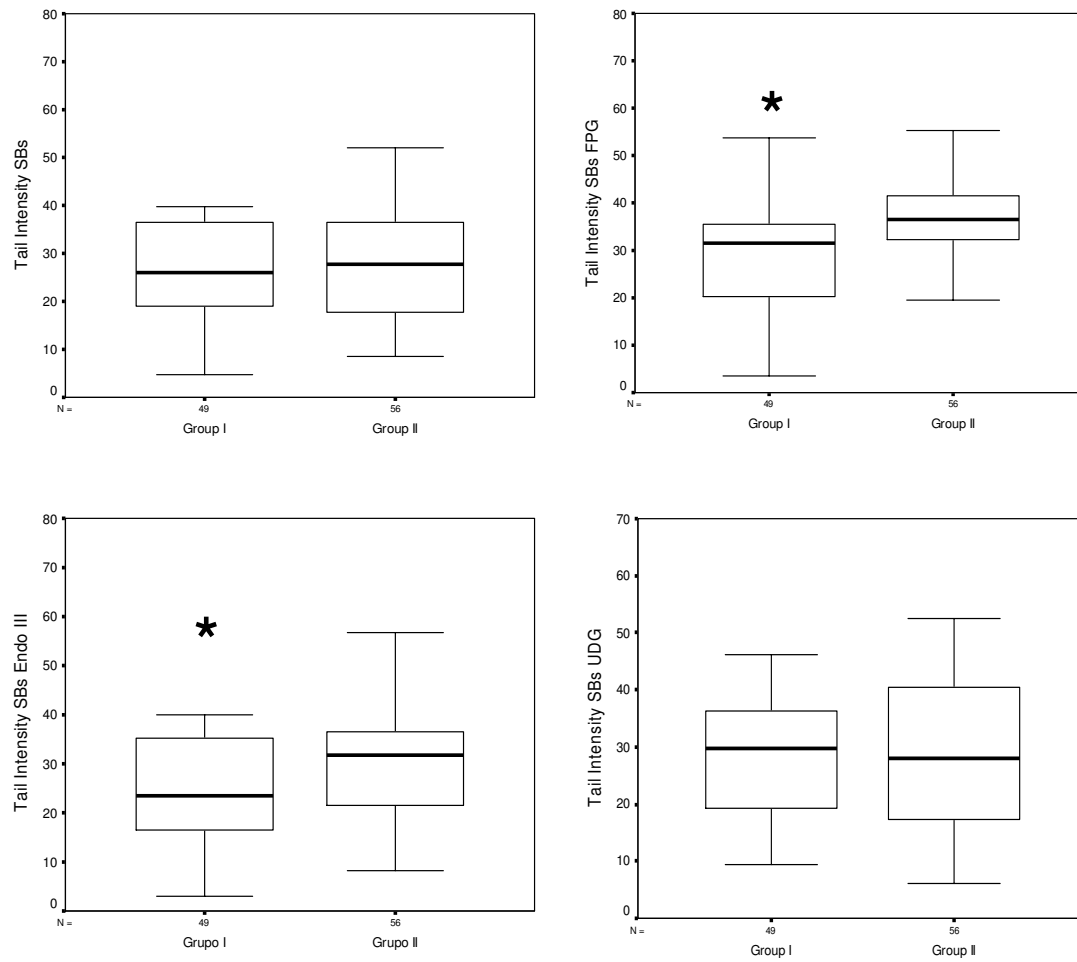 80
70
60
50
40
30
20
10
0
Tail Intensity SBs
N =
49
56
Group I
Group II
80
70
60
50
40
30
20
10
0
Tail Intensity SBs FPG
*
N =
49
56
Group I
Group II
80
70
60
50
40
30
20
10
0
Tail Intensity SBs Endo III
*
N =
49
56
Grupo I
Grupo II
70
60
50
40
30
20
10
0
Tail Intensity SBs UDG
N =
49
56
Group I
Group II